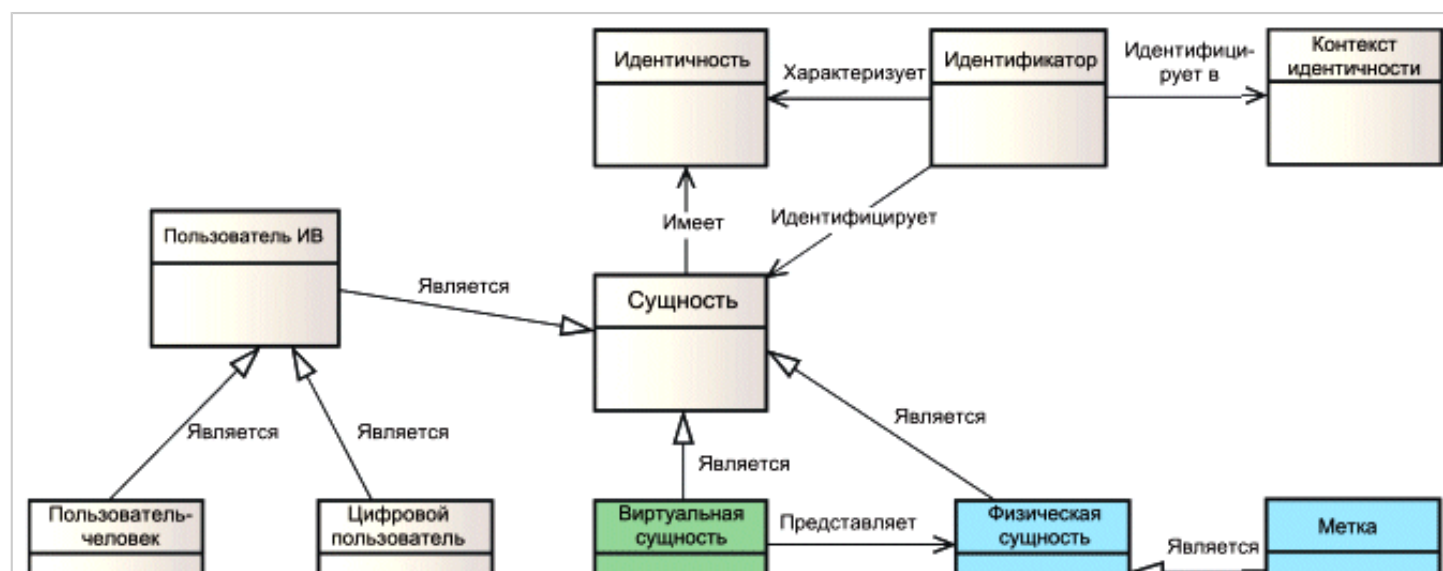 Идентичность
Характеризует
Идентификатор
Идентифици-
рует в
Контекст
идентичности
Имеет
Идентифицирует
Пользователь ИВ
Является
Сущность
Является
Является
Является
Является
Пользователь-
человек
Цифровой
пользователь
Виртуальная
сущность
Представляет
Физическая
сущность
Является
Метка